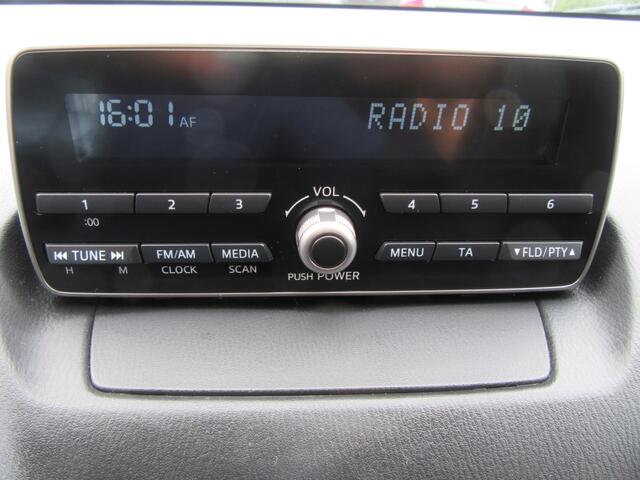 16:01 AF RADIO 10
VOL
1 2 3 4 5 6
:00
⏮ TUNE ⏭ FM/AM MEDIA MENU TA ▼FLD/PTY▲
H M CLOCK SCAN PUSH POWER